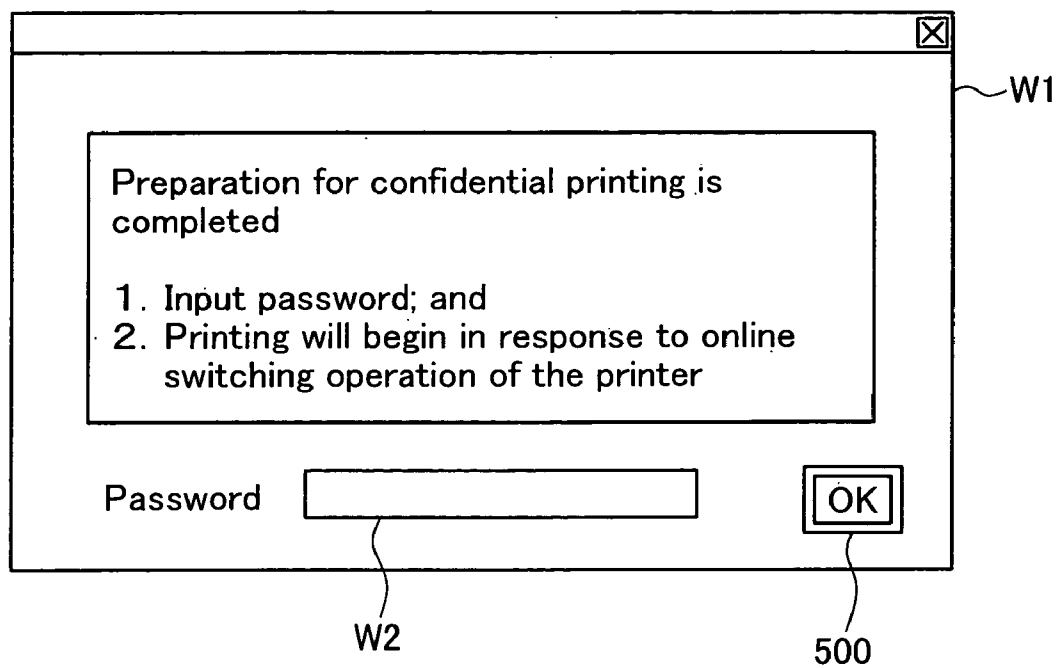 W1
Preparation for confidential printing is
completed
1. Input password; and
2. Printing will begin in response to online
switching operation of the printer
Password
OK
W2
500